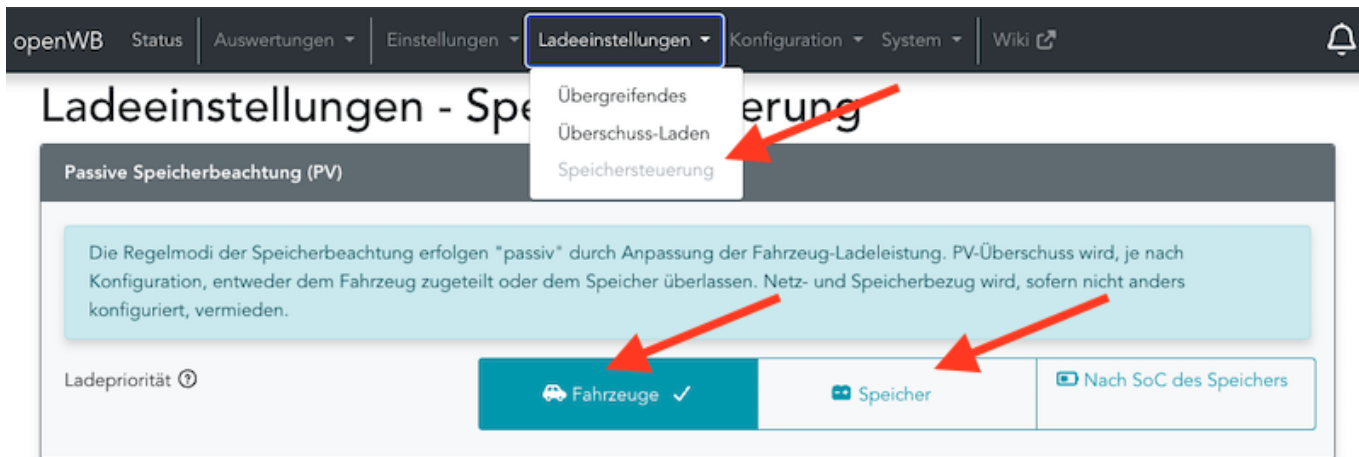 openWB Status Auswertungen Einstellungen Ladeeinstellungen Konfiguration System Wiki
Übergreifendes
Überschuss-Laden
Speichersteuerung
Ladeeinstellungen - Spe erung
Passive Speicherbeachtung (PV)
Die Regelmodi der Speicherbeachtung erfolgen "passiv" durch Anpassung der Fahrzeug-Ladeleistung. PV-Überschuss wird, je nach
Konfiguration, entweder dem Fahrzeug zugeteilt oder dem Speicher überlassen. Netz- und Speicherbezug wird, sofern nicht anders
konfiguriert, vermieden.
Ladepriorität
Fahrzeuge
Speicher
Nach SoC des Speichers